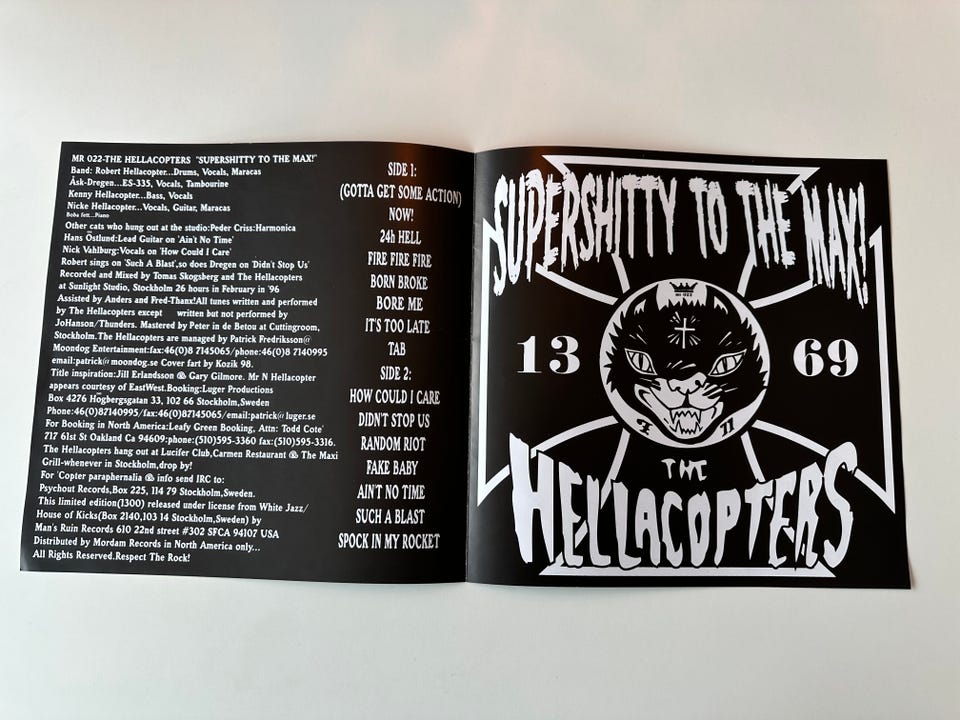 MR 022-THE HELLACOPTERS "SUPERSHITTY TO THE MAX!"
Band: Robert Hellacopter...Drums, Vocals, Maracas
Åsk-Dregen...ES-335, Vocals, Tambourine
Kenny Hellacopter...Bass, Vocals
Nicke Hellacopter...Vocals, Guitar, Maracas
Boba fett...Piano
Other cats who hung out at the studio:Peder Criss:Harmonica
Hans Östlund:Lead Guitar on 'Ain't No Time'
Nick Vahlburg:Vocals on 'How Could I Care'
Robert sings on 'Such A Blast',so does Dregen on 'Didn't Stop Us'
Recorded and Mixed by Tomas Skogsberg and The Hellacopters
at Sunlight Studio, Stockholm 26 hours in February in '96
Assisted by Anders and Fred-Thanx!All tunes written and performed
by The Hellacopters except written but not performed by
JoHanson/Thunders. Mastered by Peter in de Betou at Cuttingroom,
Stockholm.The Hellacopters are managed by Patrick Fredriksson@
Moondog Entertainment:fax:46(0)8 7145065/phone:46(0)8 7140995
email:patrick@moondog.se Cover fart by Kozik 98.
Title inspiration:Jill Erlandsson & Gary Gilmore. Mr N Hellacopter
appears courtesy of EastWest.Booking:Luger Productions
Box 4276 Högbergsgatan 33, 102 66 Stockholm,Sweden
Phone:46(0)87140995/fax:46(0)87145065/email:patrick@luger.se
For Booking in North America:Leafy Green Booking, Attn: Todd Cote'
717 61st St Oakland Ca 94609:phone:(510)595-3360 fax:(510)595-3316.
The Hellacopters hang out at Lucifer Club,Carmen Restaurant & The Maxi
Grill-whenever in Stockholm,drop by!
For 'Copter paraphernalia & info send IRC to:
Psychout Records,Box 225, 114 79 Stockholm,Sweden.
This limited edition(1300) released under license from White Jazz/
House of Kicks(Box 2140,103 14 Stockholm,Sweden) by
Man's Ruin Records 610 22nd street #302 SFCA 94107 USA
Distributed by Mordam Records in North America only...
All Rights Reserved.Respect The Rock!
SIDE 1:
(GOTTA GET SOME ACTION)
NOW!
24h HELL
FIRE FIRE FIRE
BORN BROKE
BORE ME
IT'S TOO LATE
TAB
SIDE 2:
HOW COULD I CARE
DIDN'T STOP US
RANDOM RIOT
FAKE BABY
AIN'T NO TIME
SUCH A BLAST
SPOCK IN MY ROCKET
SUPERSHITTY TO THE MAX!
13 69
THE
HELLACOPTERS